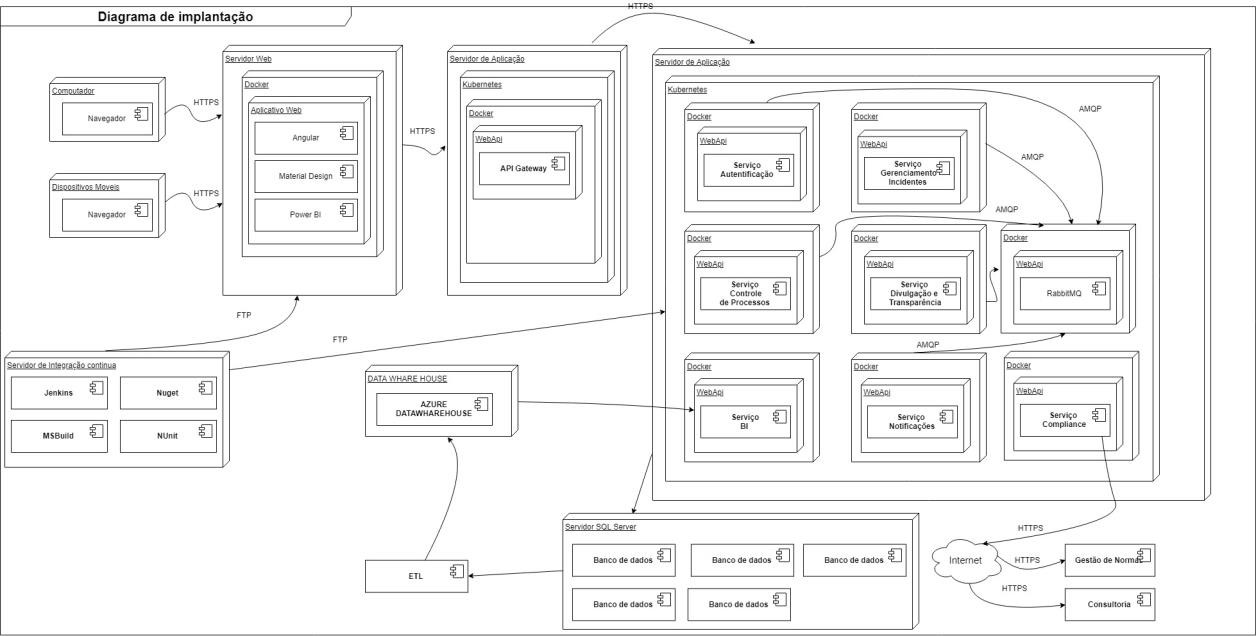 Diagrama de implantação
HTTPS
Computador
Navegador
HTTPS
Dispositivos Moveis
Navegador
HTTPS
Servidor Web
Docker
Aplicativo Web
Angular
Material Design
Power BI
HTTPS
Servidor de Aplicação
Kubernetes
Docker
WebApi
API Gateway
Servidor de Aplicação
Kubernetes
Docker
WebApi
Serviço
Autentificação
Docker
WebApi
Serviço
Gerenciamento
Incidentes
AMQP
AMQP
AMQP
Docker
WebApi
Serviço
Controle
de Processos
Docker
WebApi
Serviço
Divulgação e
Transparência
Docker
WebApi
RabbitMQ
AMQP
Docker
WebApi
Serviço
BI
Docker
WebApi
Serviço
Notificações
Docker
WebApi
Serviço
Compliance
FTP
FTP
Servidor de Integração continua
Jenkins
Nuget
MSBuild
NUnit
DATA WHARE HOUSE
AZURE
DATAWHAREHOUSE
ETL
Servidor SQL Server
Banco de dados
Banco de dados
Banco de dados
Banco de dados
Banco de dados
HTTPS
Internet
HTTPS
Gestão de Normas
HTTPS
Consultoria